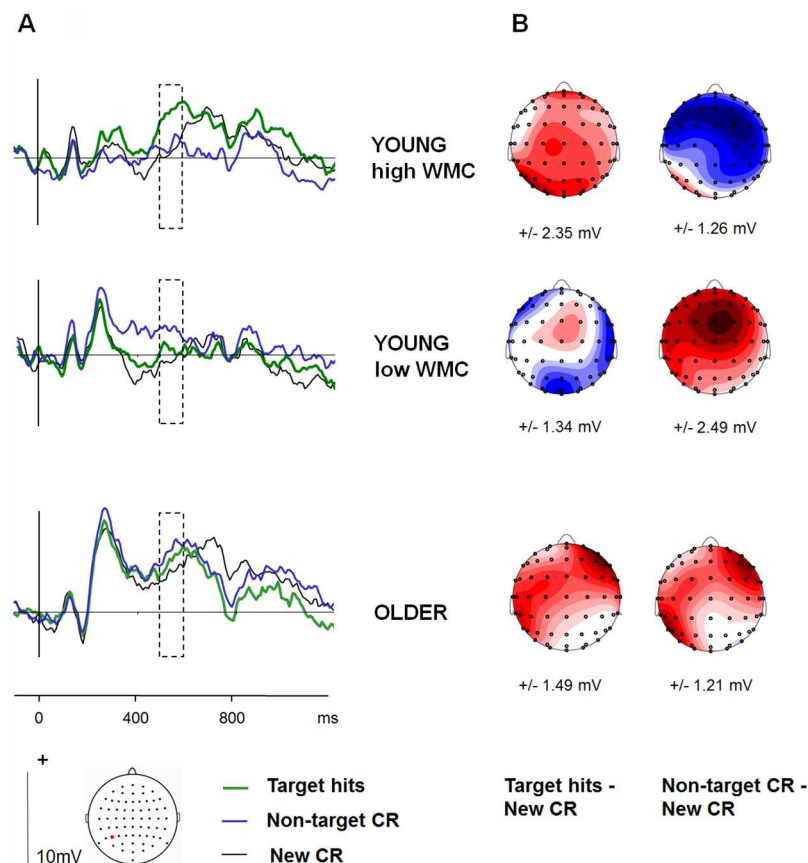 A
B
YOUNG
high WMC
+/- 2.35 mV
+/- 1.26 mV
YOUNG
low WMC
+/- 1.34 mV
+/- 2.49 mV
OLDER
+/- 1.49 mV
+/- 1.21 mV
0 400 800 ms
+
10mV
Target hits
Non-target CR
New CR
Target hits -
New CR
Non-target CR -
New CR